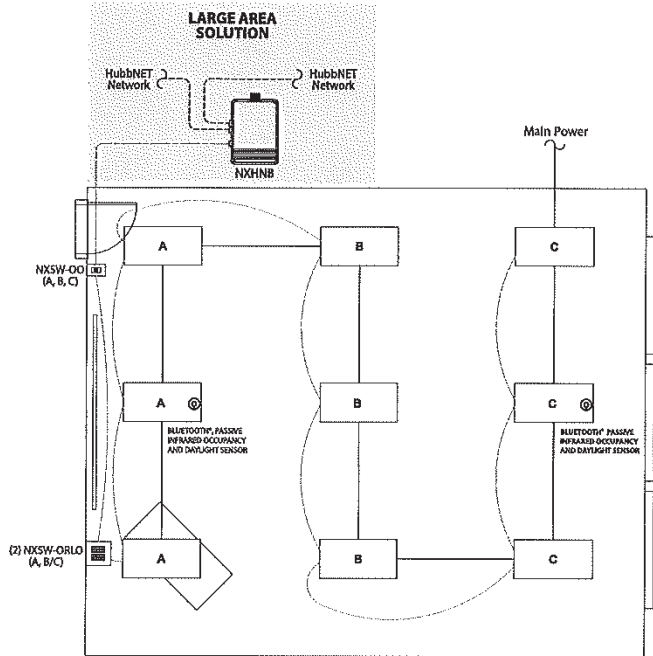 LARGE AREA
SOLUTION
HubbNET
Network
HubbNET
Network
NXHNB
Main Power
A
B
C
NXSW-OO
(A, B, C)
A
B
C
BLUETOOTH®, PASSIVE
INFRARED OCCUPANCY
AND DAYLIGHT SENSOR
BLUETOOTH®, PASSIVE
INFRARED OCCUPANCY
AND DAYLIGHT SENSOR
(2) NXSW-ORLO
(A, B/C)
A
B
C